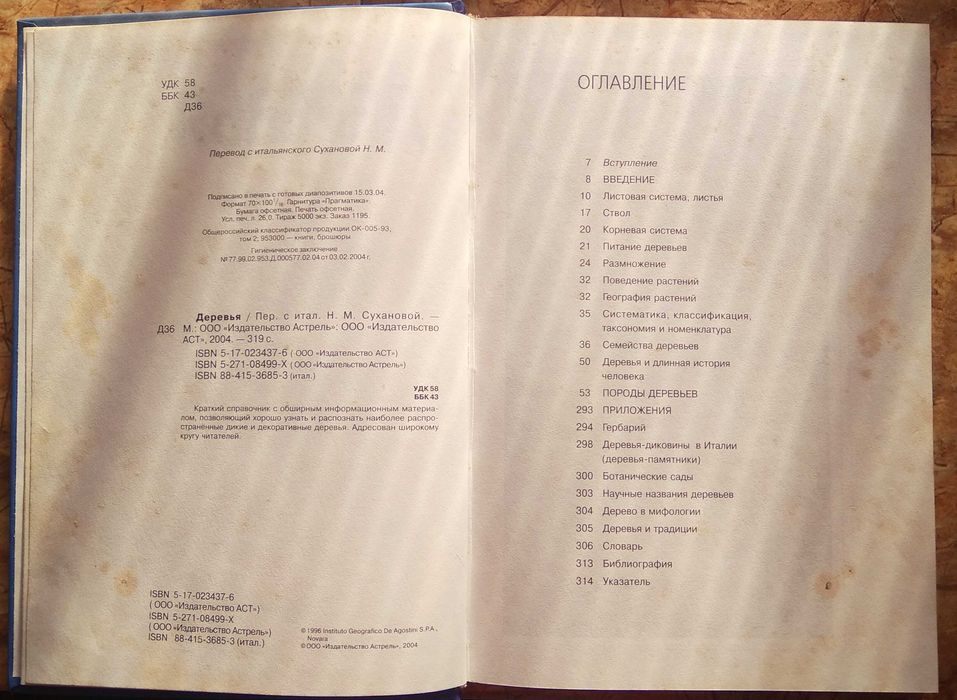 УДК 58
ББК 43
Д36
Перевод с итальянского Сухановой Н. М.
Подписано в печать с готовых диапозитивов 15.03.04.
Формат 70×100 1/16. Гарнитура «Прагматика».
Бумага офсетная. Печать офсетная.
Усл. печ. л. 26,0. Тираж 5000 экз. Заказ 1195.
Общероссийский классификатор продукции ОК-005-93,
том 2; 953000 — книги, брошюры
Гигиеническое заключение
№ 77.99.02.953.Д.000577.02.04 от 03.02.2004 г.
Деревья / Пер. с итал. Н. М. Сухановой. —
Д36 М.: ООО «Издательство Астрель»: ООО «Издательство
АСТ», 2004. — 319 с.
ISBN 5-17-023437-6 ( ООО «Издательство АСТ»)
ISBN 5-271-08499-X ( ООО «Издательство Астрель»)
ISBN 88-415-3685-3 (итал.)
УДК 58
ББК 43
Краткий справочник с обширным информационным материа-
лом, позволяющий хорошо узнать и распознать наиболее распро-
страненные дикие и декоративные деревья. Адресован широкому
кругу читателей.
ISBN 5-17-023437-6
( ООО «Издательство АСТ»)
ISBN 5-271-08499-X
( ООО «Издательство Астрель»)
ISBN 88-415-3685-3 (итал.)
© 1996 Instituto Geografico De Agostini S.P.A.,
Novara
© ООО «Издательство Астрель», 2004
ОГЛАВЛЕНИЕ
7 Вступление
8 ВВЕДЕНИЕ
10 Листовая система, листья
17 Ствол
20 Корневая система
21 Питание деревьев
24 Размножение
32 Поведение растений
32 География растений
35 Систематика, классификация,
таксономия и номенклатура
36 Семейства деревьев
50 Деревья и длинная история
человека
53 ПОРОДЫ ДЕРЕВЬЕВ
293 ПРИЛОЖЕНИЯ
294 Гербарий
298 Деревья-диковины в Италии
(деревья-памятники)
300 Ботанические сады
303 Научные названия деревьев
304 Дерево в мифологии
305 Деревья и традиции
306 Словарь
313 Библиография
314 Указатель